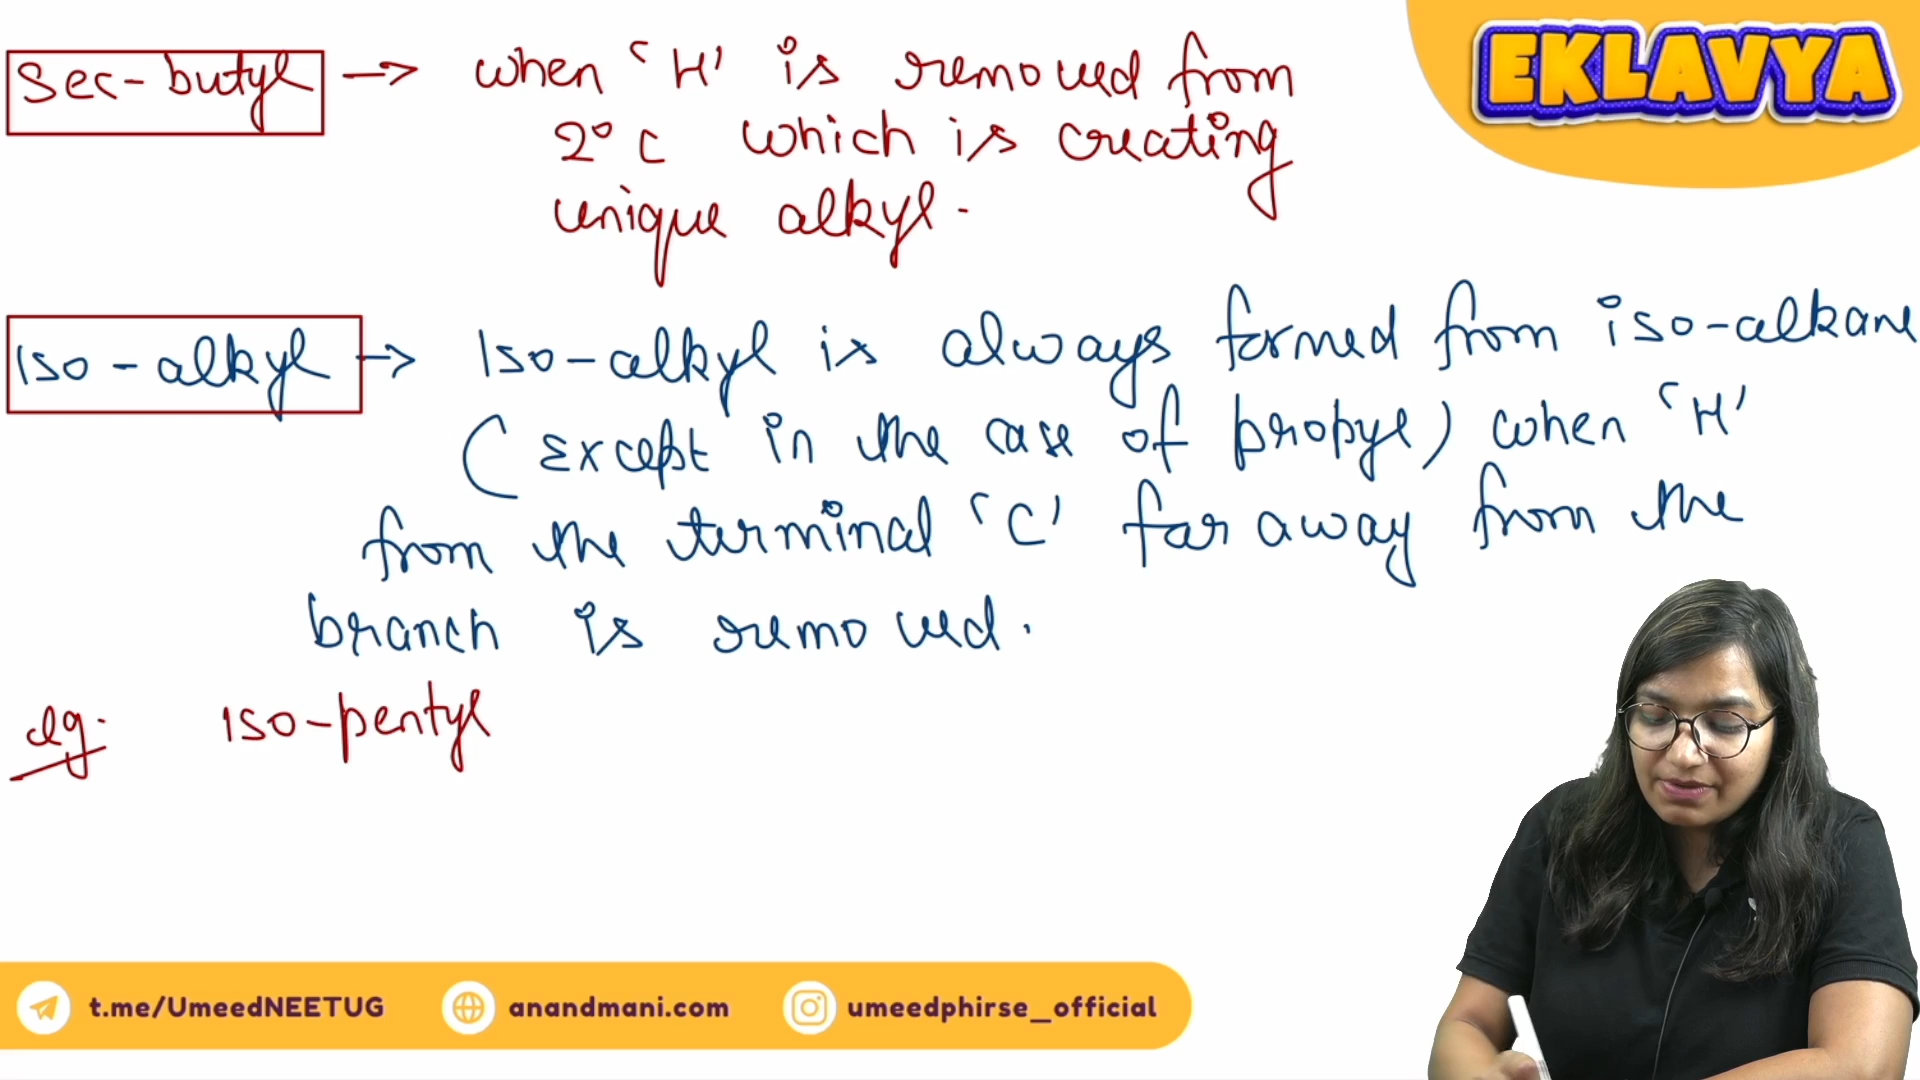 EKLAVYA
Sec-butyl → when 'H' is removed from
2° C which is creating
unique alkyl.
Iso-alkyl → Iso-alkyl is always formed from iso-alkane
(Except in the case of propyl) when 'H'
from the terminal 'C' far away from the
branch is removed.
eg. Iso-pentyl
t.me/UmeedNEETUG anandmani.com umeedphirse_official